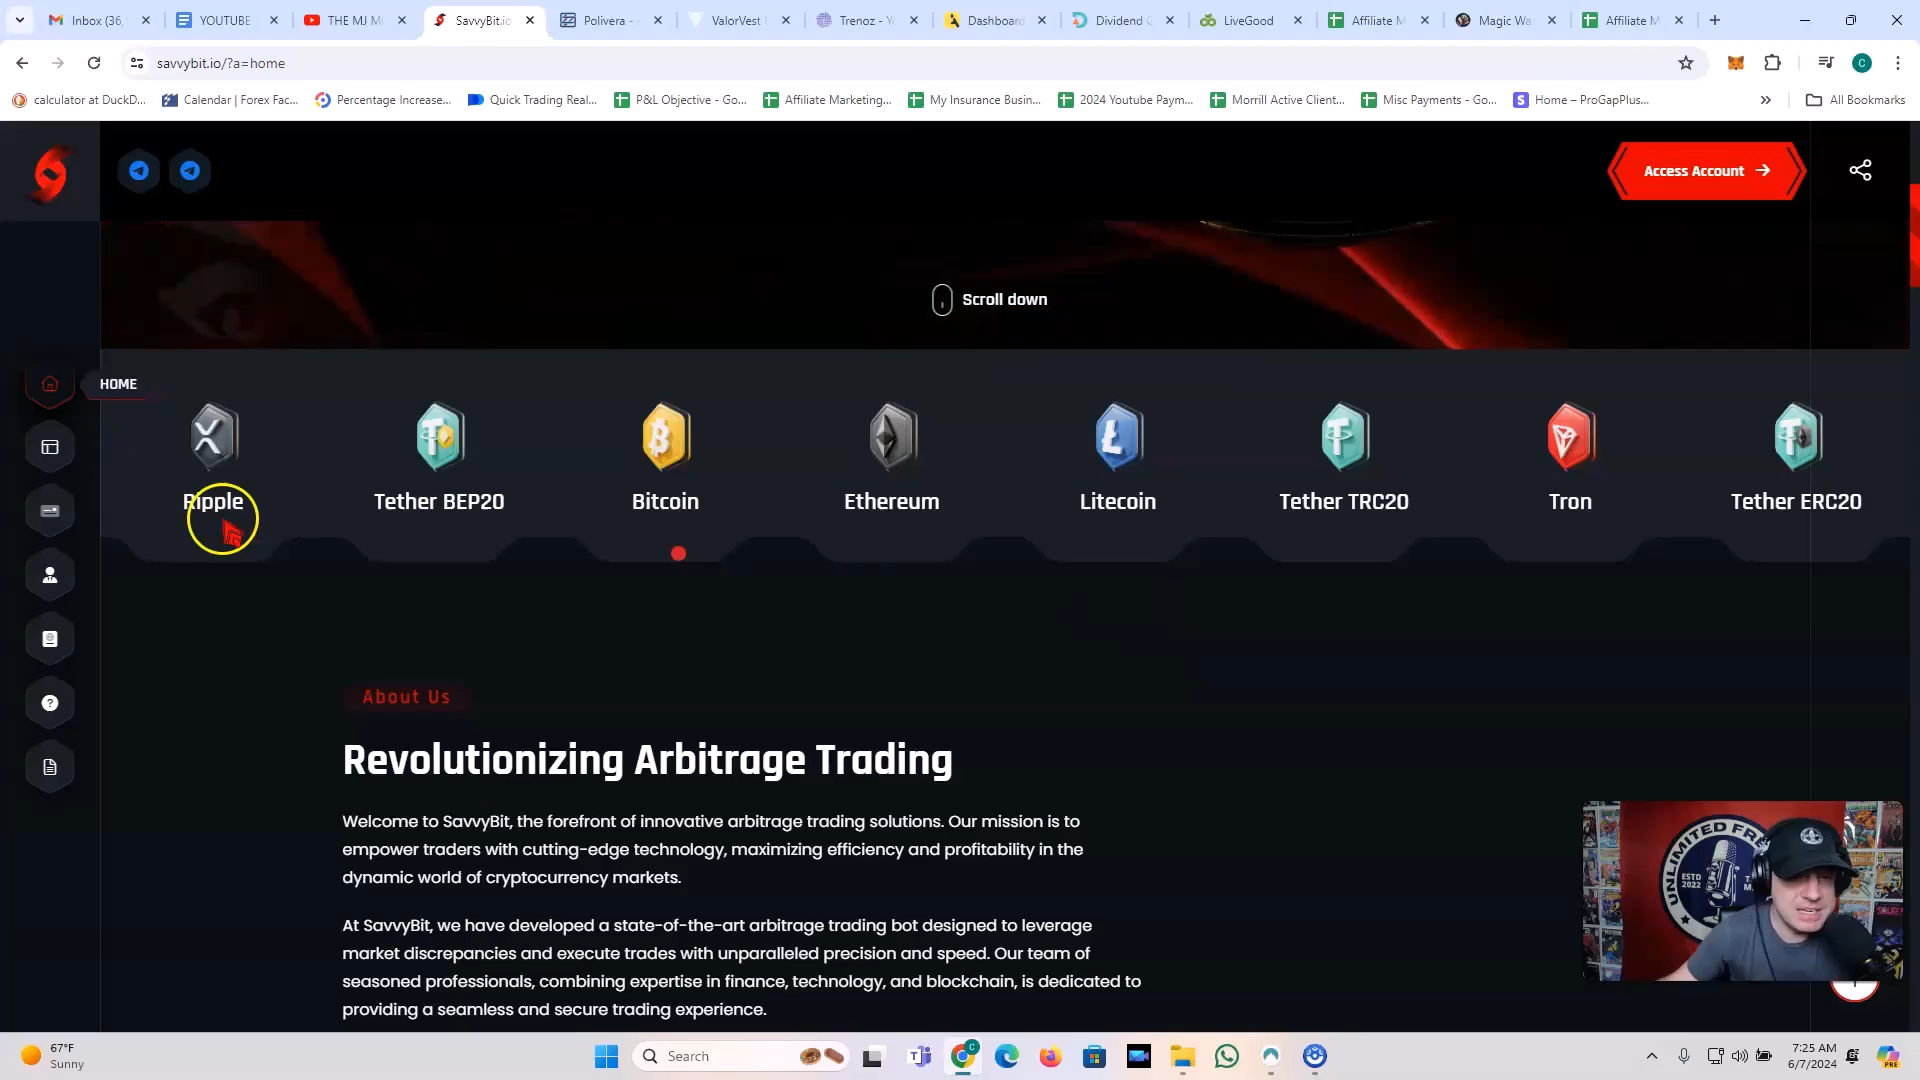 Inbox (36,
YOUTUBE
THE MJ M
SavvyBit.io
Polivera -
ValorVest
Trenoz - Y
Dashboard
Dividend
LiveGood
Affiliate M
Magic Wa
Affiliate M
savvybit.io/?a=home
calculator at DuckD...
Calendar | Forex Fac...
Percentage Increase...
Quick Trading Real...
P&L Objective - Go...
Affiliate Marketing...
My Insurance Busin...
2024 Youtube Paym...
Morrill Active Client...
Misc Payments - Go...
Home – ProGapPlus...
All Bookmarks
Access Account
Scroll down
HOME
Ripple
Tether BEP20
Bitcoin
Ethereum
Litecoin
Tether TRC20
Tron
Tether ERC20
About Us
Revolutionizing Arbitrage Trading
Welcome to SavvyBit, the forefront of innovative arbitrage trading solutions. Our mission is to
empower traders with cutting-edge technology, maximizing efficiency and profitability in the
dynamic world of cryptocurrency markets.
At SavvyBit, we have developed a state-of-the-art arbitrage trading bot designed to leverage
market discrepancies and execute trades with unparalleled precision and speed. Our team of
seasoned professionals, combining expertise in finance, technology, and blockchain, is dedicated to
providing a seamless and secure trading experience.
UNLIMITED FR
ESTD
2022
67°F
Sunny
Search
7:25 AM
6/7/2024